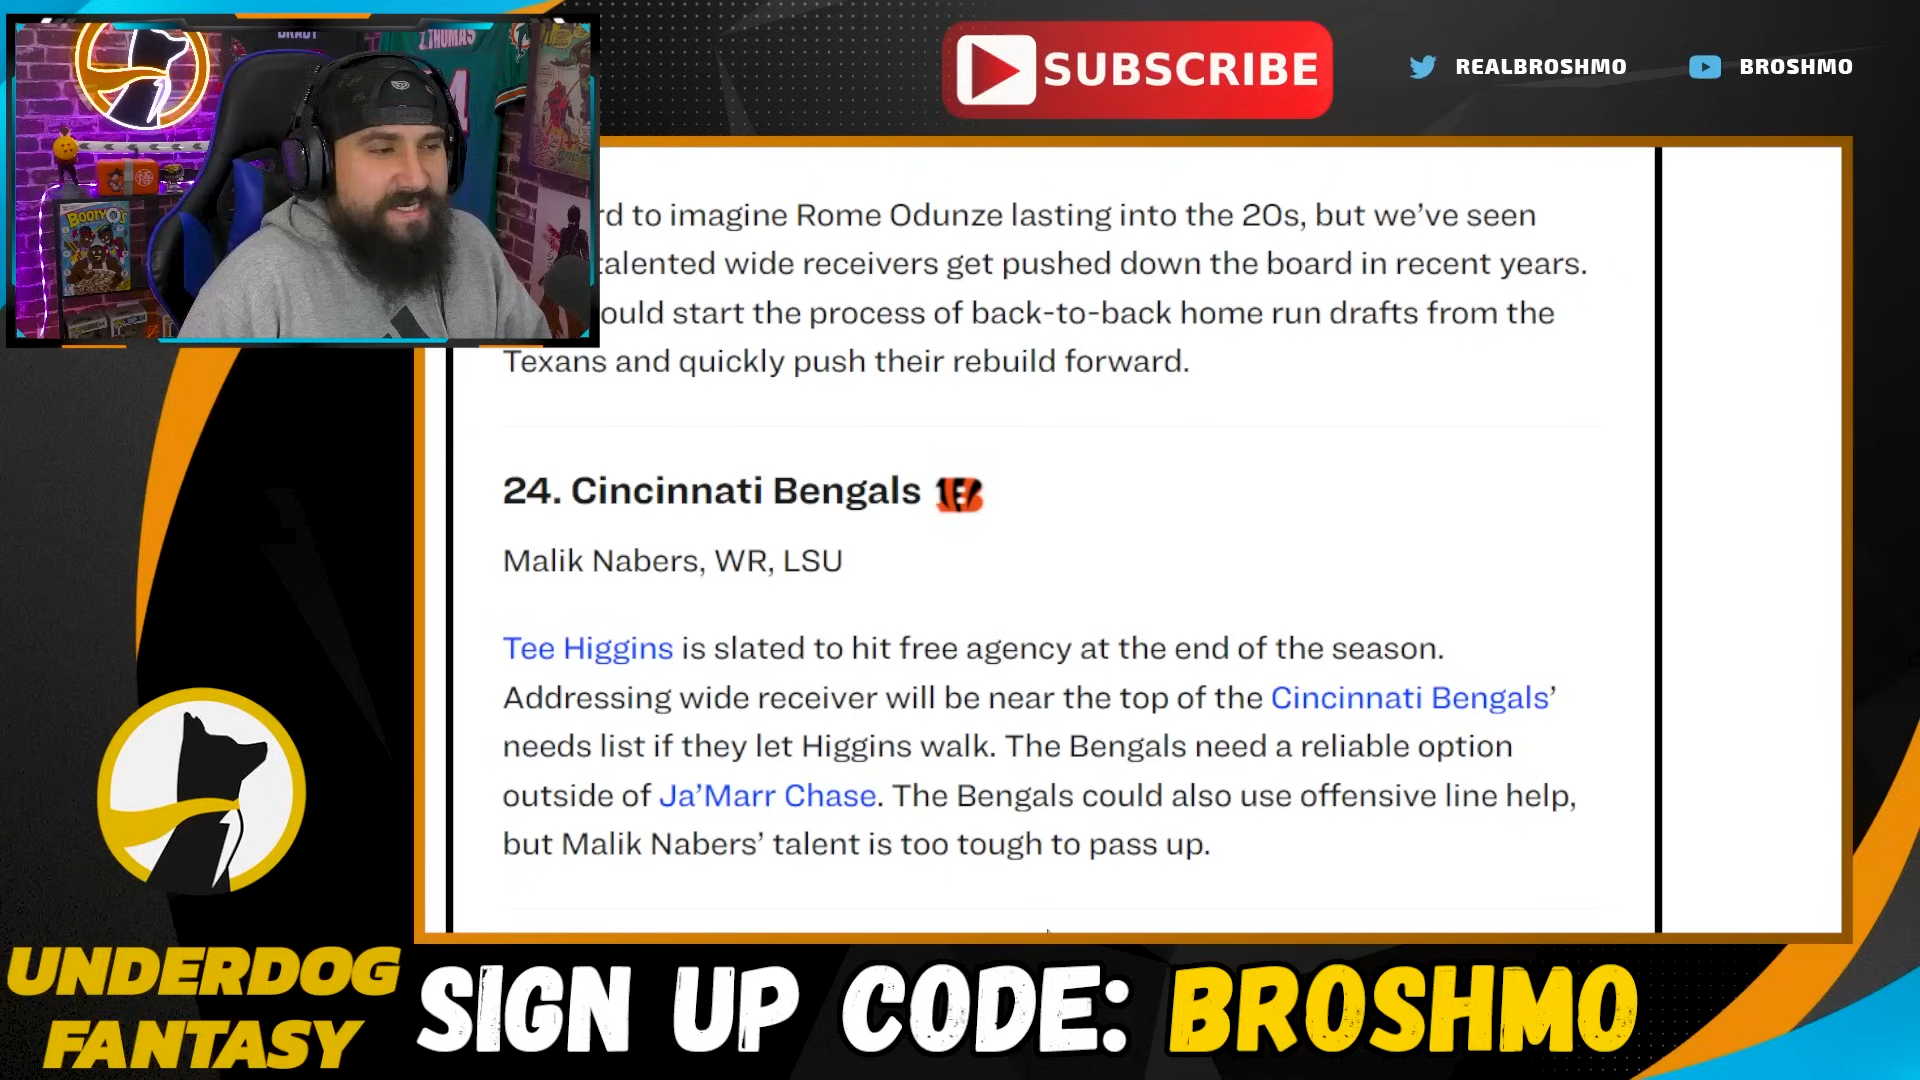 BRADY
J.THOMAS
BOOTYO'S
SUBSCRIBE
REALBROSHMO
BROSHMO
rd to imagine Rome Odunze lasting into the 20s, but we’ve seen
talented wide receivers get pushed down the board in recent years.
ould start the process of back-to-back home run drafts from the
Texans and quickly push their rebuild forward.
24. Cincinnati Bengals
Malik Nabers, WR, LSU
Tee Higgins is slated to hit free agency at the end of the season.
Addressing wide receiver will be near the top of the Cincinnati Bengals’
needs list if they let Higgins walk. The Bengals need a reliable option
outside of Ja’Marr Chase. The Bengals could also use offensive line help,
but Malik Nabers’ talent is too tough to pass up.
UNDERDOG
FANTASY
SIGN UP CODE: BROSHMO